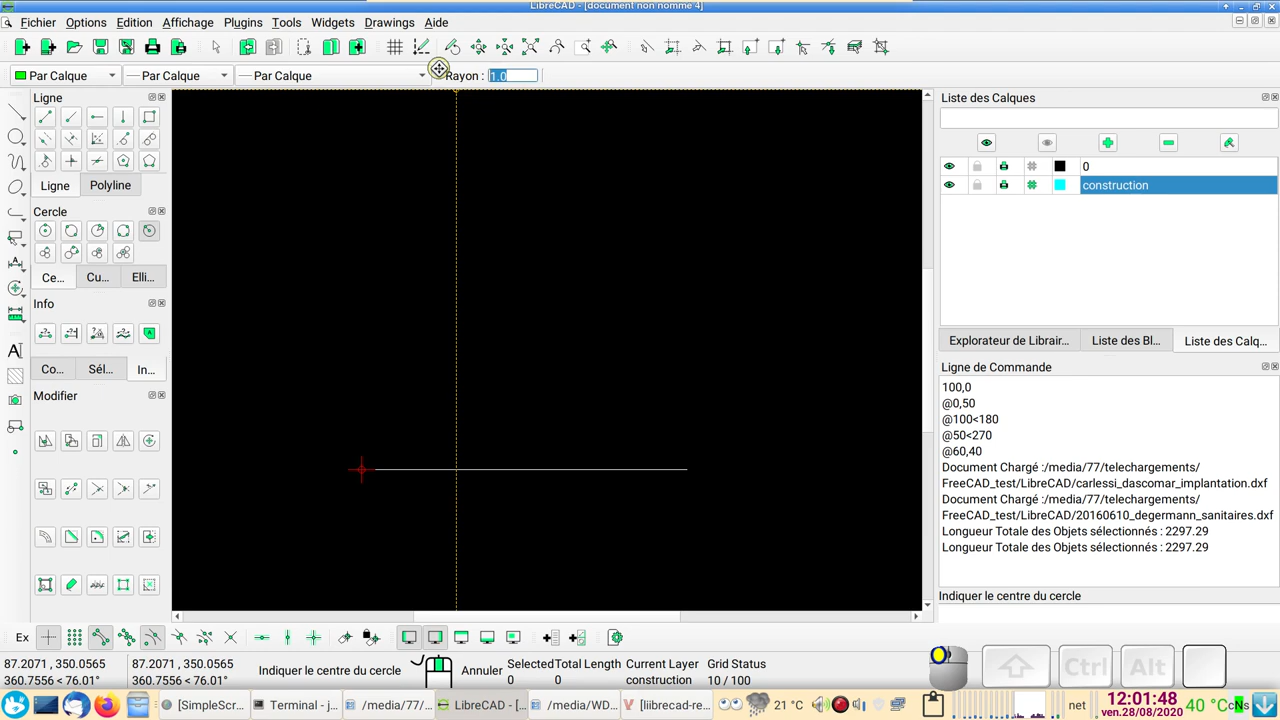 LibreCAD - [document non nomme 4]
Fichier Options Edition Affichage Plugins Tools Widgets Drawings Aide
Par Calque Par Calque Par Calque Rayon : 1.0
Ligne
Ligne Polyline
Cercle
Ce... Cu... Elli...
Info
Co... Sél... In...
Modifier
Liste des Calques
0
construction
Explorateur de Librair... Liste des Bl... Liste des Calq...
Ligne de Commande
100,0
@0,50
@100<180
@50<270
@60,40
Document Chargé :/media/77/telechargements/
FreeCAD_test/LibreCAD/carlessi_dascomar_implantation.dxf
Document Chargé :/media/77/telechargements/
FreeCAD_test/LibreCAD/20160610_degermann_sanitaires.dxf
Longueur Totale des Objets sélectionnés : 2297.29
Longueur Totale des Objets sélectionnés : 2297.29
Indiquer le centre du cercle
Ex
87.2071 , 350.0565 87.2071 , 350.0565 Indiquer le centre du cercle Annuler Selected Total Length Current Layer Grid Status
360.7556 < 76.01° 360.7556 < 76.01° 0 0 construction 10 / 100
Ctrl Alt
[SimpleScr... Terminal - j... /media/77/... LibreCAD - [... /media/WD... [liibrecad-re... 21 °C net 12:01:48 40 °C
ven.28/08/2020